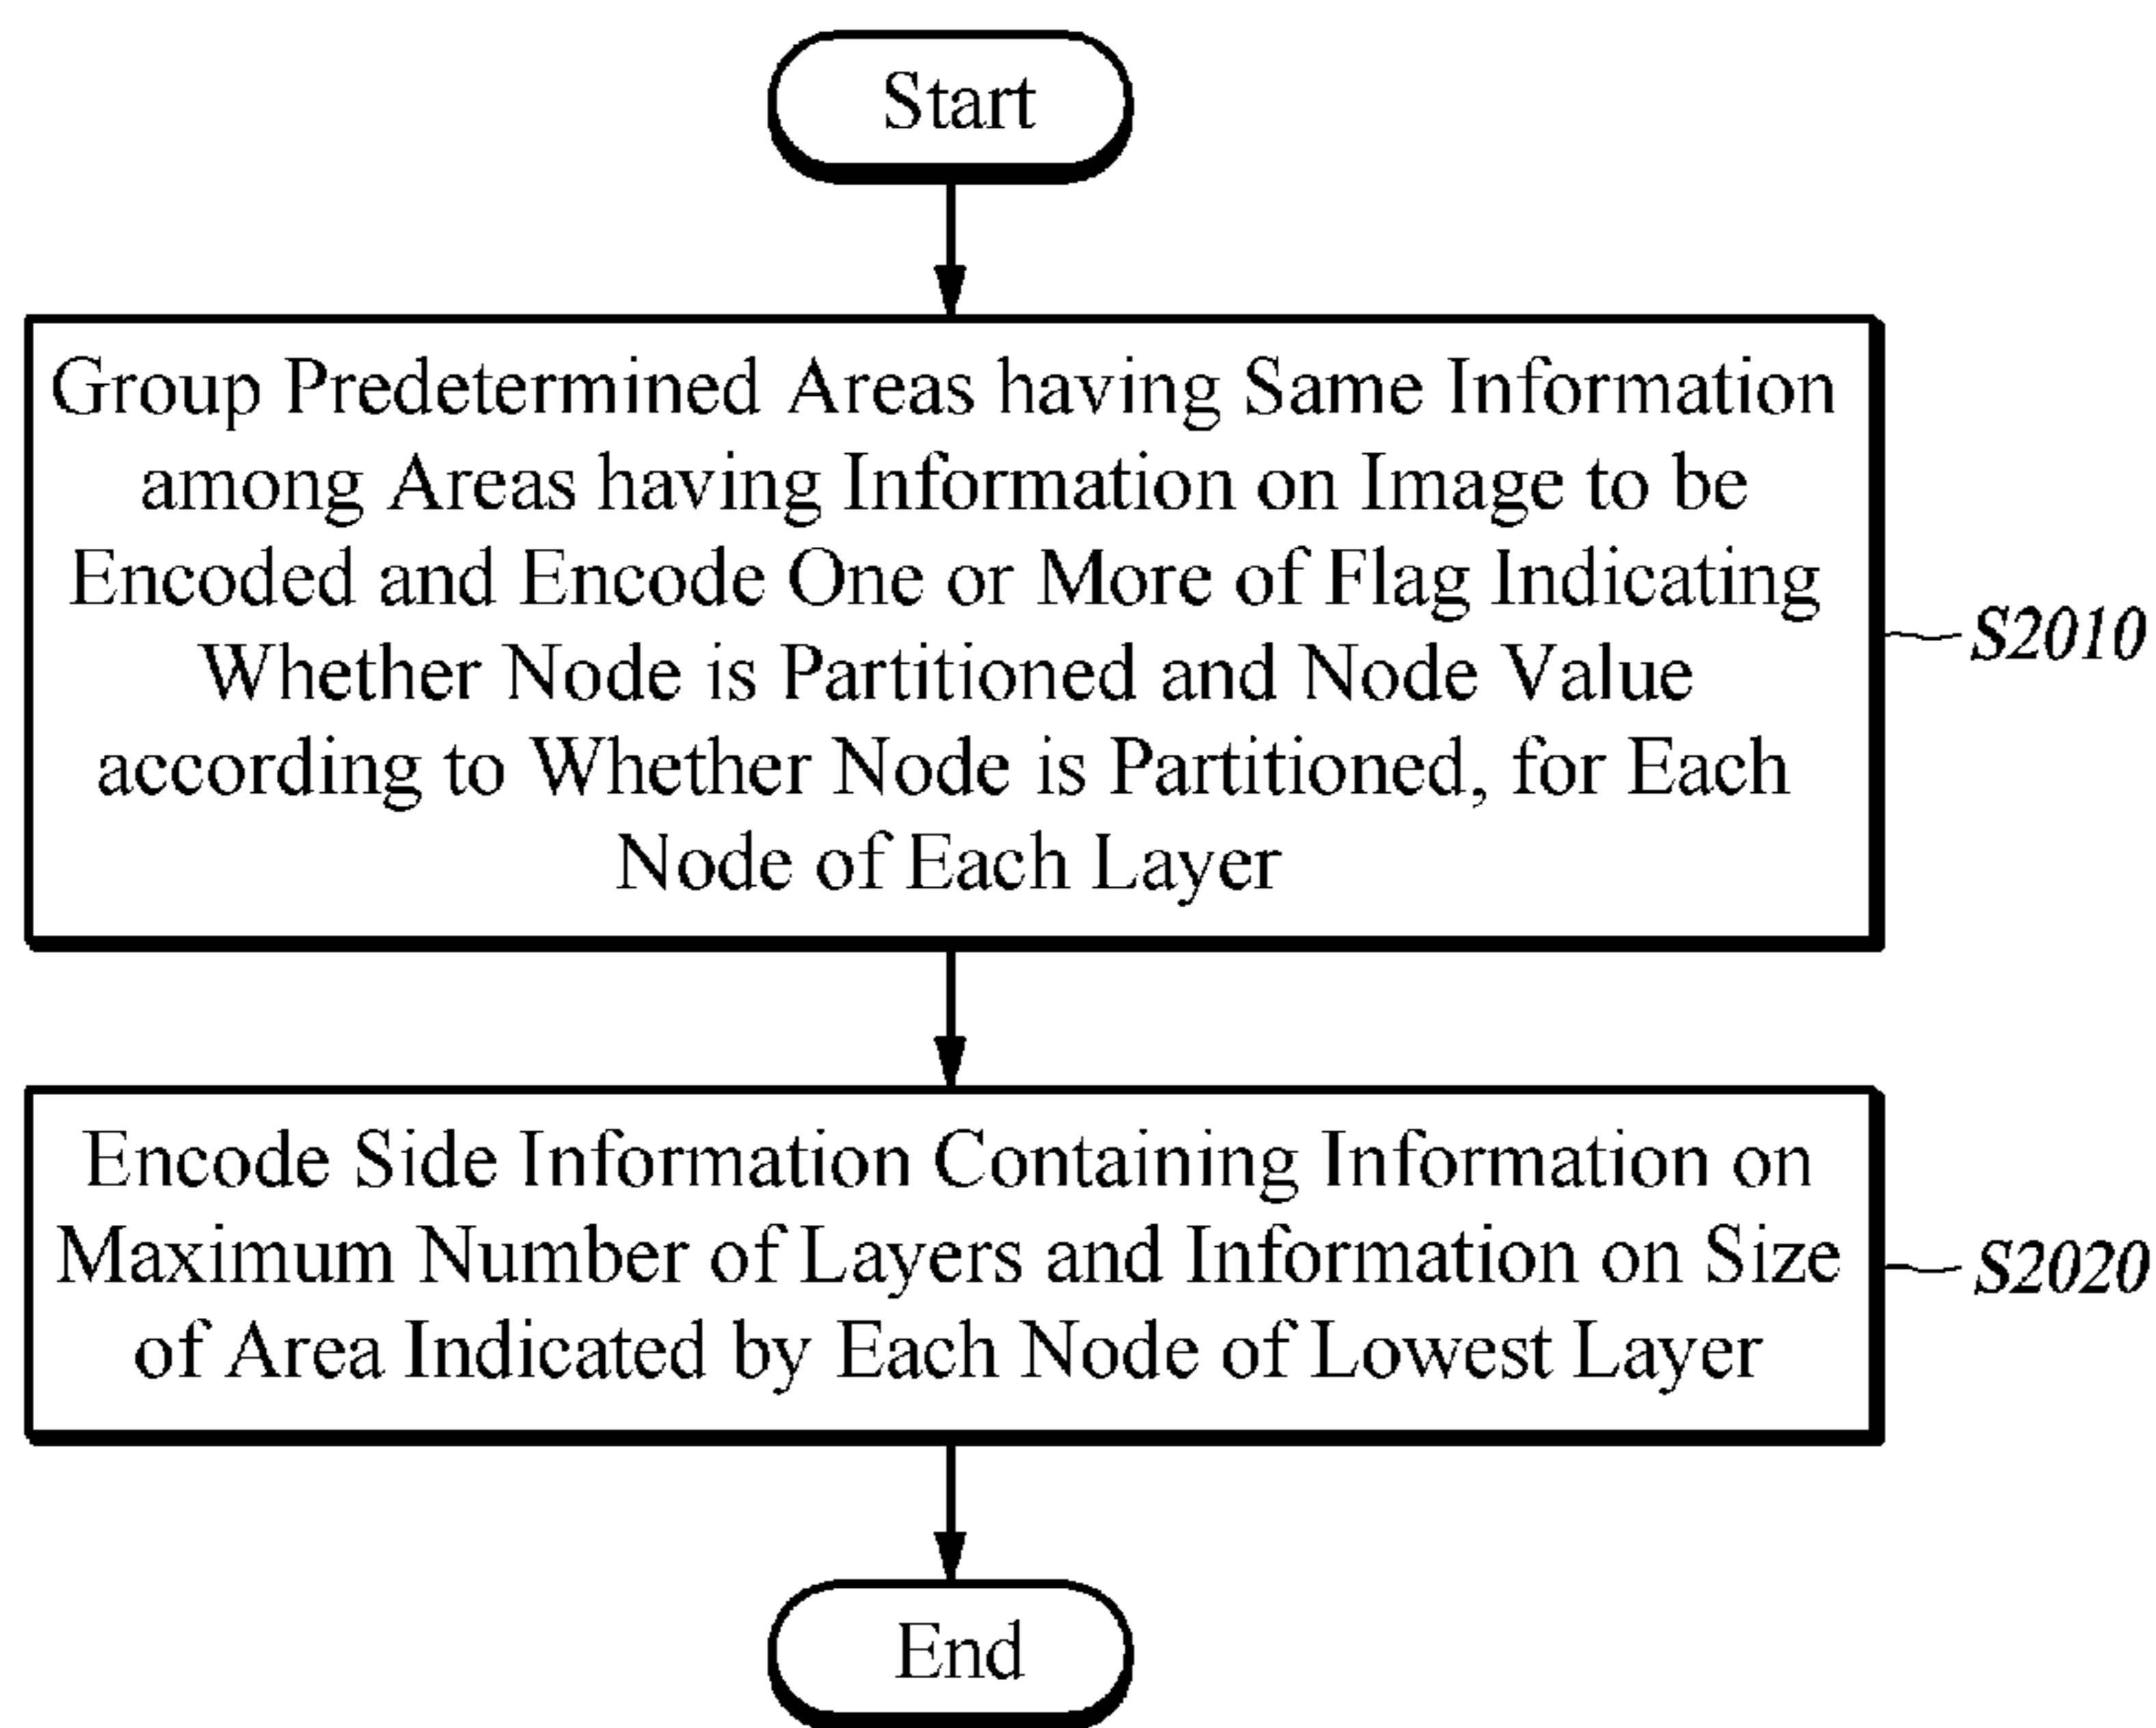 Start
Group Predetermined Areas having Same Information
among Areas having Information on Image to be
Encoded and Encode One or More of Flag Indicating
Whether Node is Partitioned and Node Value
according to Whether Node is Partitioned, for Each
Node of Each Layer
S2010
Encode Side Information Containing Information on
Maximum Number of Layers and Information on Size
of Area Indicated by Each Node of Lowest Layer
S2020
End